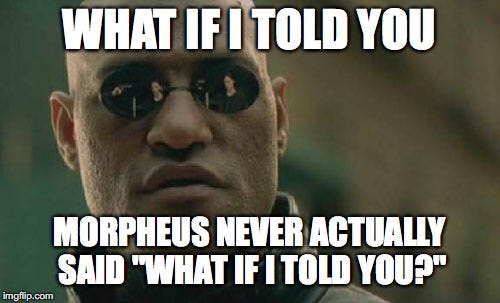 WHAT IF I TOLD YOU
MORPHEUS NEVER ACTUALLY
SAID "WHAT IF I TOLD YOU?"
imgflip.com